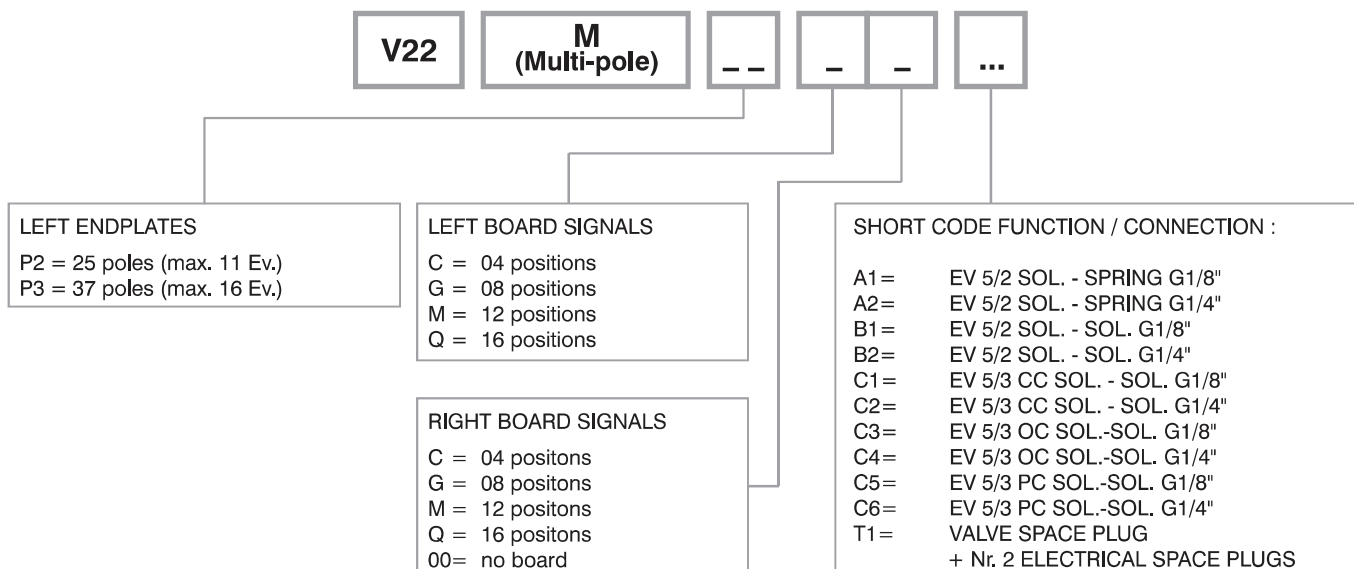 V22
M
(Multi-pole)
_ _
_
_
...
LEFT ENDPLATES
P2 = 25 poles (max. 11 Ev.)
P3 = 37 poles (max. 16 Ev.)
LEFT BOARD SIGNALS
C = 04 positions
G = 08 positions
M = 12 positions
Q = 16 positions
RIGHT BOARD SIGNALS
C = 04 positons
G = 08 positons
M = 12 positons
Q = 16 positons
00= no board
SHORT CODE FUNCTION / CONNECTION :
A1= EV 5/2 SOL. - SPRING G1/8"
A2= EV 5/2 SOL. - SPRING G1/4"
B1= EV 5/2 SOL. - SOL. G1/8"
B2= EV 5/2 SOL. - SOL. G1/4"
C1= EV 5/3 CC SOL. - SOL. G1/8"
C2= EV 5/3 CC SOL. - SOL. G1/4"
C3= EV 5/3 OC SOL.-SOL. G1/8"
C4= EV 5/3 OC SOL.-SOL. G1/4"
C5= EV 5/3 PC SOL.-SOL. G1/8"
C6= EV 5/3 PC SOL.-SOL. G1/4"
T1= VALVE SPACE PLUG
+ Nr. 2 ELECTRICAL SPACE PLUGS